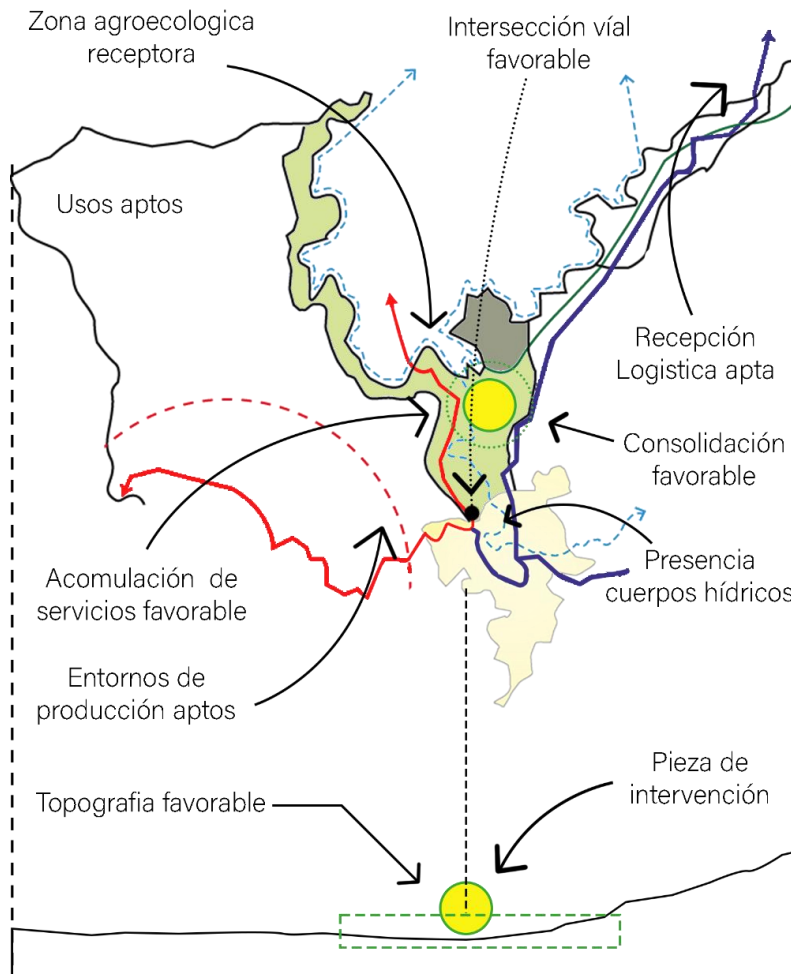 Zona agroecologica
receptora
Intersección víal
favorable
Usos aptos
Recepción
Logistica apta
Consolidación
favorable
Acomulación de
servicios favorable
Presencia
cuerpos hídricos
Entornos de
producción aptos
Topografia favorable
Pieza de
intervención